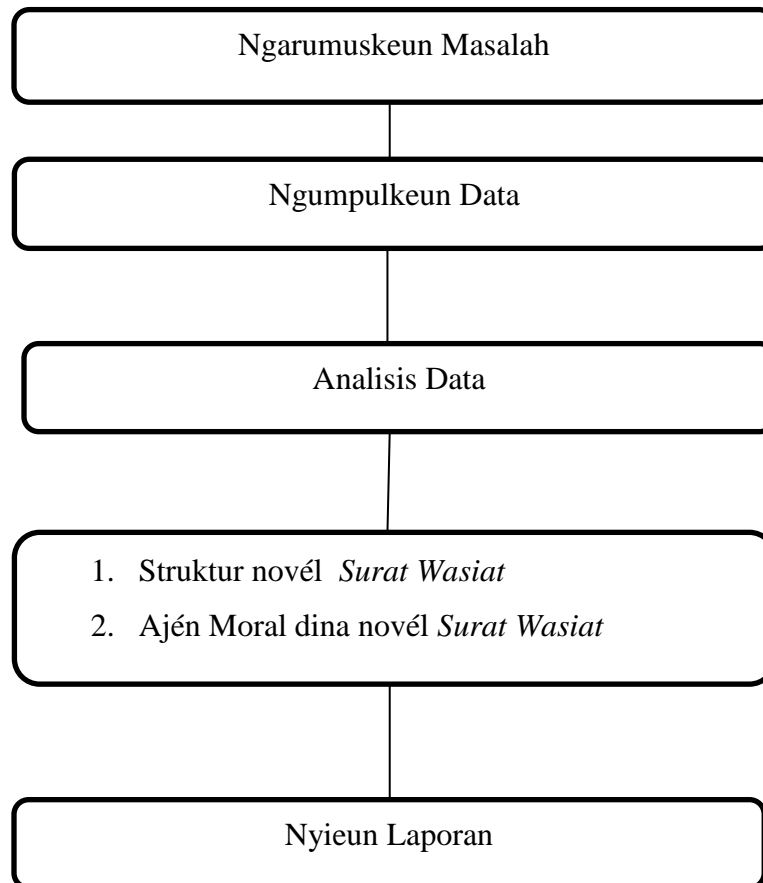 Ngarumuskeun Masalah
Ngumpulkeun Data
Analisis Data
1. Struktur novél Surat Wasiat
2. Ajén Moral dina novél Surat Wasiat
Nyieun Laporan